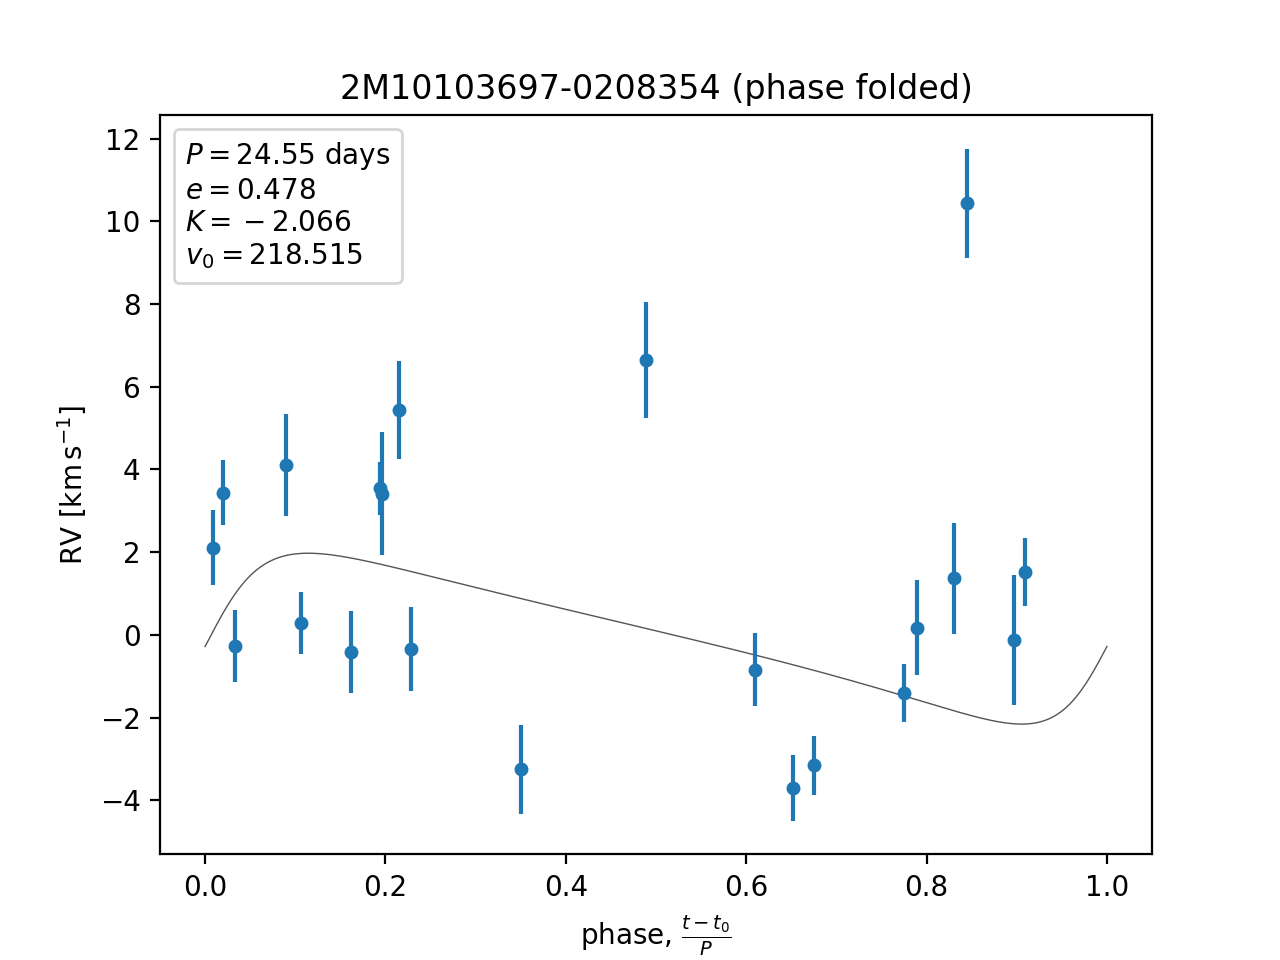 2M10103697-0208354 (phase folded)
P = 24.55 days
e = 0.478
K = −2.066
v₀ = 218.515
RV [km s⁻¹]
12
10
8
6
4
2
0
−2
−4
0.0 0.2 0.4 0.6 0.8 1.0
phase, (t − t₀)/P